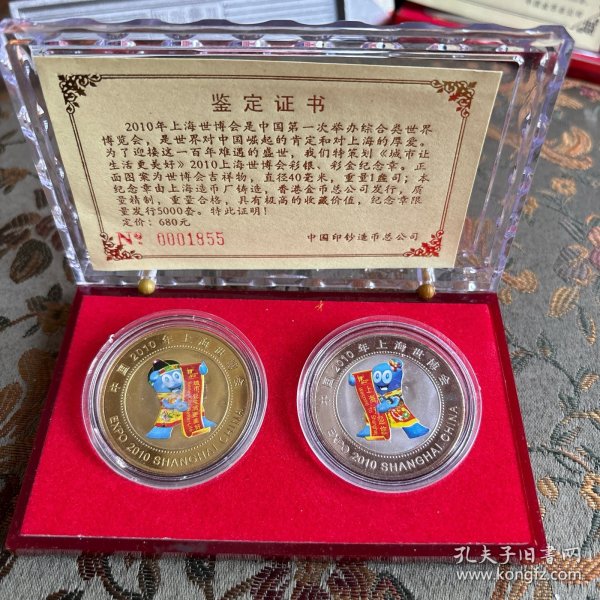 鉴定证书
2010年上海世博会是中国第一次举办综合类世界
博览会，是世界对中国崛起的肯定和对上海的厚爱。
为了迎接这一百年难遇的盛世，我们特策划《城市让
生活更美好》2010上海世博会彩银、彩金纪念章。正
面图案为世博会吉祥物，直径40毫米，重量1盎司，本
纪念章由上海造币厂铸造，香港金币总公司发行，质
量精制，重量合格，具有极高的收藏价值，纪念章限
量发行5000套。特此证明！
定价：680元
No 0001855
中国印钞造币总公司
中国2010年上海世博会
EXPO 2010 SHANGHAI CHINA
中国2010年上海世博会
EXPO 2010 SHANGHAI CHINA
孔夫子旧书网
www.kongfz.com